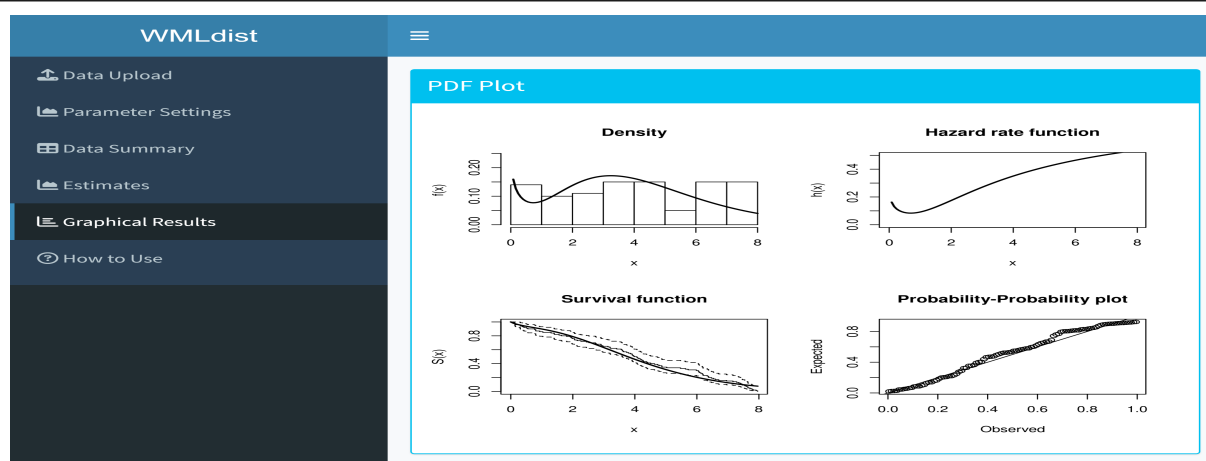 WMLdist
Data Upload
Parameter Settings
Data Summary
Estimates
Graphical Results
How to Use
PDF Plot
Density
f(x)
0.00 0.10 0.20
0 2 4 6 8
x
Hazard rate function
h(x)
0.0 0.2 0.4
0 2 4 6 8
x
Survival function
S(x)
0.0 0.4 0.8
0 2 4 6 8
x
Probability-Probability plot
Expected
0.0 0.4 0.8
0.0 0.2 0.4 0.6 0.8 1.0
Observed